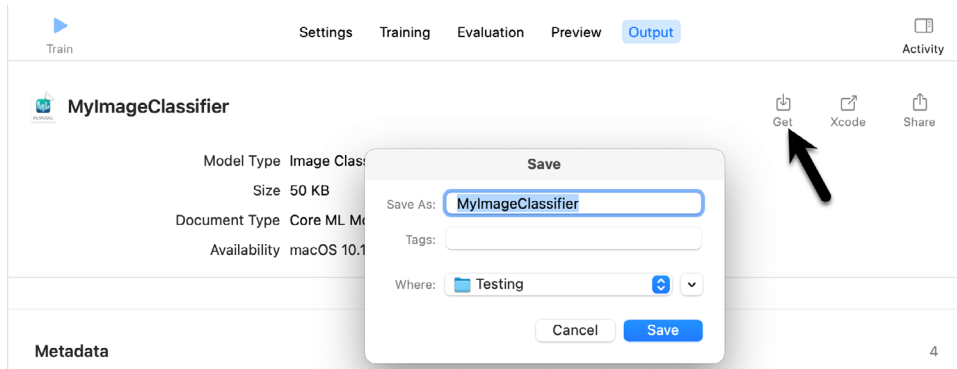 Train
Settings Training Evaluation Preview Output
Activity
MyImageClassifier
Get Xcode Share
Model Type Image Clas
Size 50 KB
Document Type Core ML Mo
Availability macOS 10.1
Save
Save As: MyImageClassifier
Tags:
Where: Testing
Cancel Save
Metadata 4